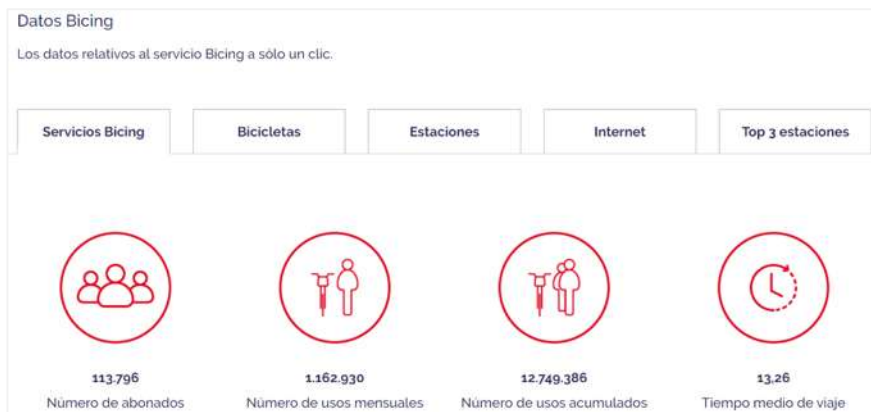 Datos Bicing
Los datos relativos al servicio Bicing a sólo un clic.
Servicios Bicing
Bicicletas
Estaciones
Internet
Top 3 estaciones
113.796
Número de abonados
1.162.930
Número de usos mensuales
12.749.386
Número de usos acumulados
13,26
Tiempo medio de viaje